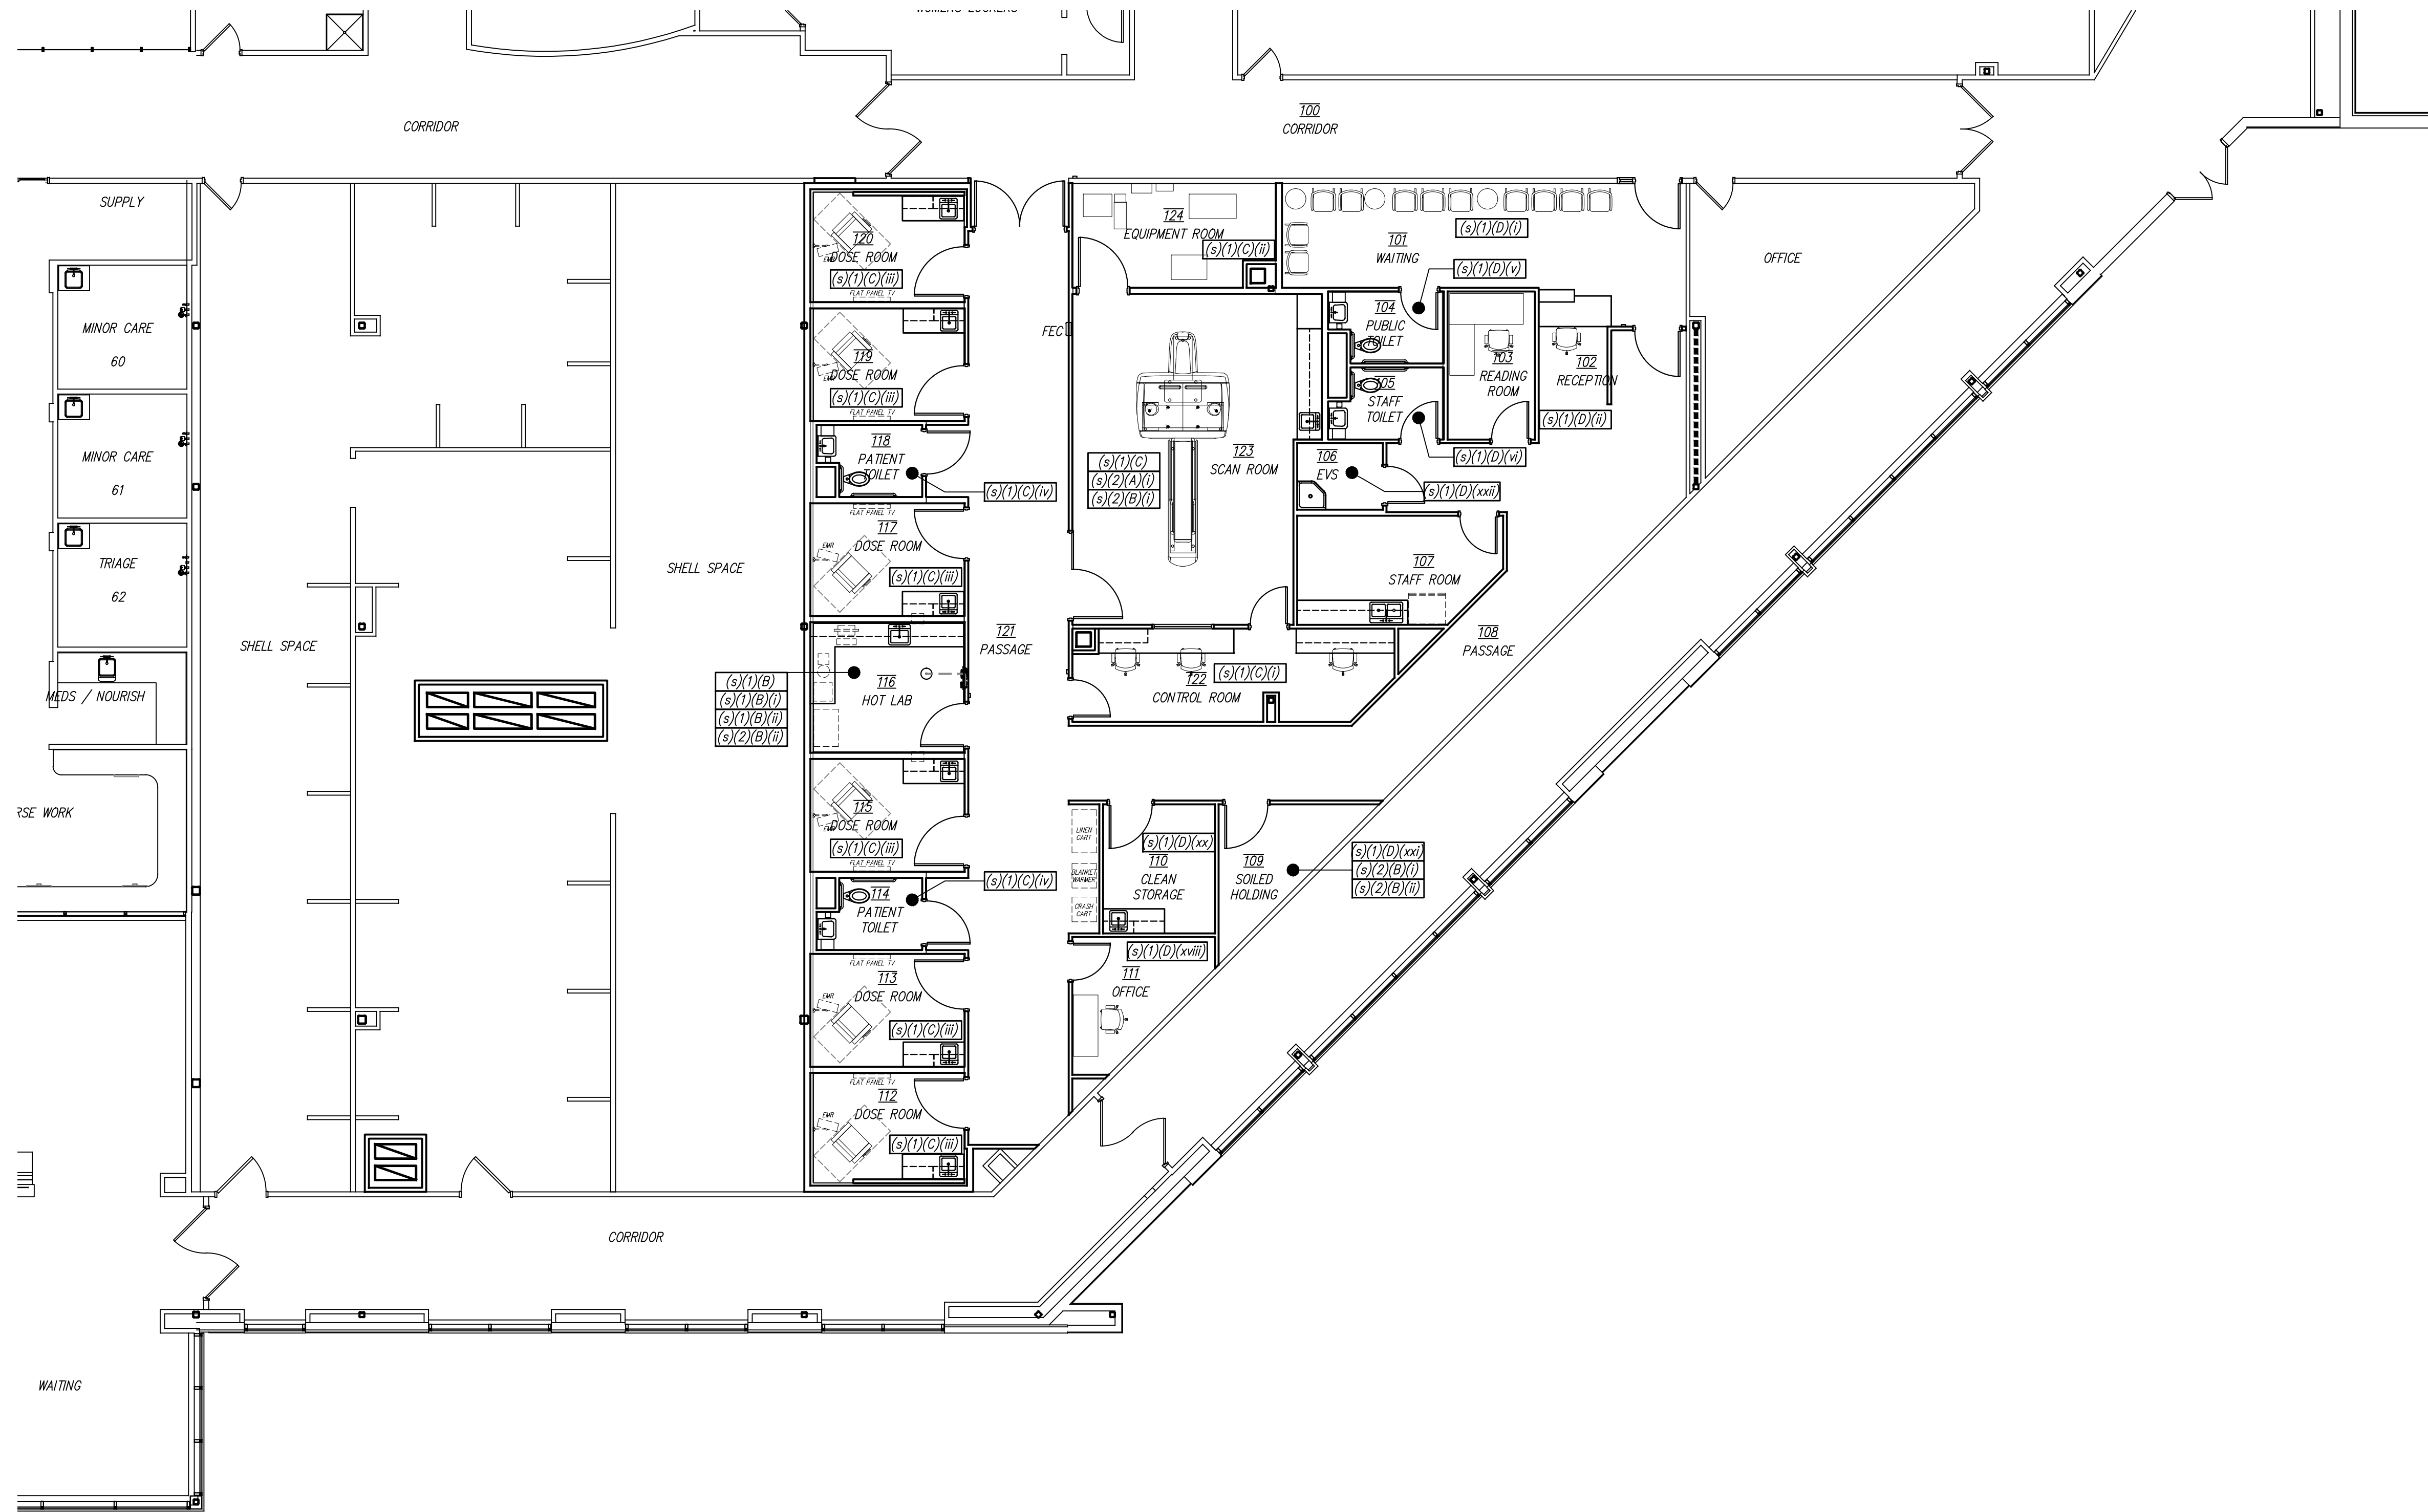 WOMENS LOCKERS
CORRIDOR
100
CORRIDOR
SUPPLY
MINOR CARE
60
MINOR CARE
61
TRIAGE
62
MEDS / NOURISH
RSE WORK
SHELL SPACE
SHELL SPACE
120
DOSE ROOM
EMR
(s)(1)(C)(iii)
FLAT PANEL TV
119
DOSE ROOM
EMR
(s)(1)(C)(iii)
FLAT PANEL TV
118
PATIENT
TOILET
(s)(1)(C)(iv)
FLAT PANEL TV
117
DOSE ROOM
EMR
(s)(1)(C)(iii)
116
HOT LAB
(s)(1)(B)
(s)(1)(B)(i)
(s)(1)(B)(ii)
(s)(2)(B)(ii)
115
DOSE ROOM
EMR
(s)(1)(C)(iii)
FLAT PANEL TV
114
PATIENT
TOILET
(s)(1)(C)(iv)
FLAT PANEL TV
113
DOSE ROOM
EMR
(s)(1)(C)(iii)
FLAT PANEL TV
112
DOSE ROOM
EMR
(s)(1)(C)(iii)
121
PASSAGE
FEC
124
EQUIPMENT ROOM
(s)(1)(C)(ii)
101
WAITING
(s)(1)(D)(i)
(s)(1)(D)(v)
104
PUBLIC
TOILET
105
STAFF
TOILET
(s)(1)(D)(vi)
103
READING
ROOM
102
RECEPTION
(s)(1)(D)(ii)
OFFICE
123
SCAN ROOM
(s)(1)(C)
(s)(2)(A)(i)
(s)(2)(B)(i)
106
EVS
(s)(1)(D)(xxii)
107
STAFF ROOM
108
PASSAGE
122
CONTROL ROOM
(s)(1)(C)(i)
LINEN
CART
BLANKET
WARMER
CRASH
CART
(s)(1)(D)(xx)
110
CLEAN
STORAGE
109
SOILED
HOLDING
(s)(1)(D)(xxi)
(s)(2)(B)(i)
(s)(2)(B)(ii)
(s)(1)(D)(xviii)
111
OFFICE
CORRIDOR
WAITING